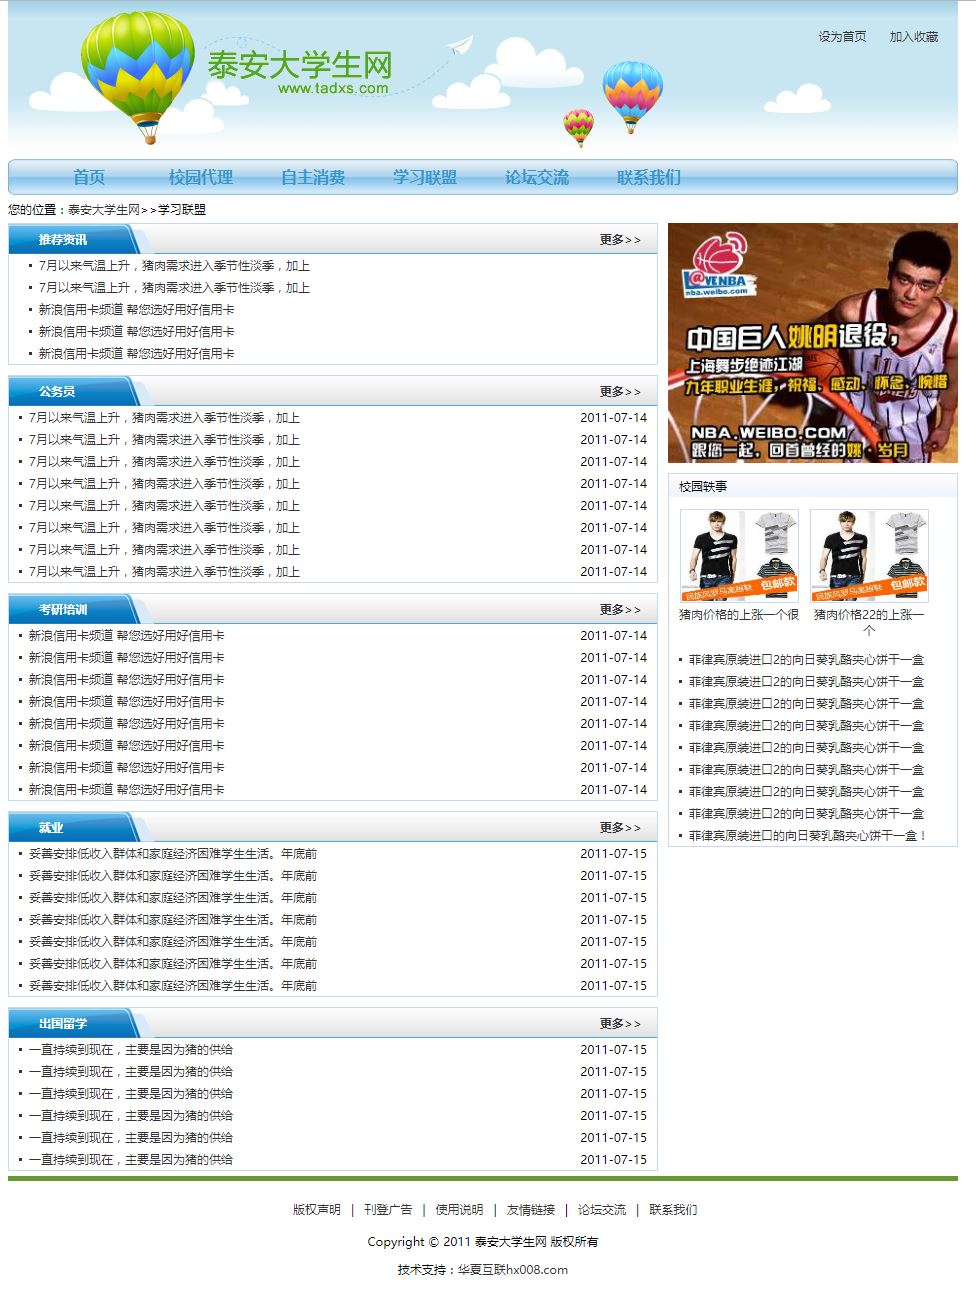 泰安大学生网
www.tadxs.com
设为首页 加入收藏
首页 校园代理 自主消费 学习联盟 论坛交流 联系我们
您的位置：泰安大学生网>>学习联盟
推荐资讯 更多>>
7月以来气温上升，猪肉需求进入季节性淡季，加上
7月以来气温上升，猪肉需求进入季节性淡季，加上
新浪信用卡频道 帮您选好用好信用卡
新浪信用卡频道 帮您选好用好信用卡
新浪信用卡频道 帮您选好用好信用卡
公务员 更多>>
7月以来气温上升，猪肉需求进入季节性淡季，加上 2011-07-14
7月以来气温上升，猪肉需求进入季节性淡季，加上 2011-07-14
7月以来气温上升，猪肉需求进入季节性淡季，加上 2011-07-14
7月以来气温上升，猪肉需求进入季节性淡季，加上 2011-07-14
7月以来气温上升，猪肉需求进入季节性淡季，加上 2011-07-14
7月以来气温上升，猪肉需求进入季节性淡季，加上 2011-07-14
7月以来气温上升，猪肉需求进入季节性淡季，加上 2011-07-14
7月以来气温上升，猪肉需求进入季节性淡季，加上 2011-07-14
考研培训 更多>>
新浪信用卡频道 帮您选好用好信用卡 2011-07-14
新浪信用卡频道 帮您选好用好信用卡 2011-07-14
新浪信用卡频道 帮您选好用好信用卡 2011-07-14
新浪信用卡频道 帮您选好用好信用卡 2011-07-14
新浪信用卡频道 帮您选好用好信用卡 2011-07-14
新浪信用卡频道 帮您选好用好信用卡 2011-07-14
新浪信用卡频道 帮您选好用好信用卡 2011-07-14
新浪信用卡频道 帮您选好用好信用卡 2011-07-14
就业 更多>>
妥善安排低收入群体和家庭经济困难学生生活。年底前 2011-07-15
妥善安排低收入群体和家庭经济困难学生生活。年底前 2011-07-15
妥善安排低收入群体和家庭经济困难学生生活。年底前 2011-07-15
妥善安排低收入群体和家庭经济困难学生生活。年底前 2011-07-15
妥善安排低收入群体和家庭经济困难学生生活。年底前 2011-07-15
妥善安排低收入群体和家庭经济困难学生生活。年底前 2011-07-15
妥善安排低收入群体和家庭经济困难学生生活。年底前 2011-07-15
出国留学 更多>>
一直持续到现在，主要是因为猪的供给 2011-07-15
一直持续到现在，主要是因为猪的供给 2011-07-15
一直持续到现在，主要是因为猪的供给 2011-07-15
一直持续到现在，主要是因为猪的供给 2011-07-15
一直持续到现在，主要是因为猪的供给 2011-07-15
一直持续到现在，主要是因为猪的供给 2011-07-15
L@VENBA
nba.weibo.com
中国巨人姚明退役，
上海舞步绝迹江湖
九年职业生涯，祝福、感动、怀念、惋惜
NBA.WEIBO.COM
跟您一起，回首曾经的姚·岁月
校园轶事
民族风罗马高超鞋 包邮款
民族风罗马高超鞋 包邮款
猪肉价格的上涨一个很
猪肉价格22的上涨一
个
菲律宾原装进口2的向日葵乳酪夹心饼干一盒
菲律宾原装进口2的向日葵乳酪夹心饼干一盒
菲律宾原装进口2的向日葵乳酪夹心饼干一盒
菲律宾原装进口2的向日葵乳酪夹心饼干一盒
菲律宾原装进口2的向日葵乳酪夹心饼干一盒
菲律宾原装进口2的向日葵乳酪夹心饼干一盒
菲律宾原装进口2的向日葵乳酪夹心饼干一盒
菲律宾原装进口2的向日葵乳酪夹心饼干一盒
菲律宾原装进口的向日葵乳酪夹心饼干一盒！
版权声明 | 刊登广告 | 使用说明 | 友情链接 | 论坛交流 | 联系我们
Copyright © 2011 泰安大学生网 版权所有
技术支持：华夏互联hx008.com